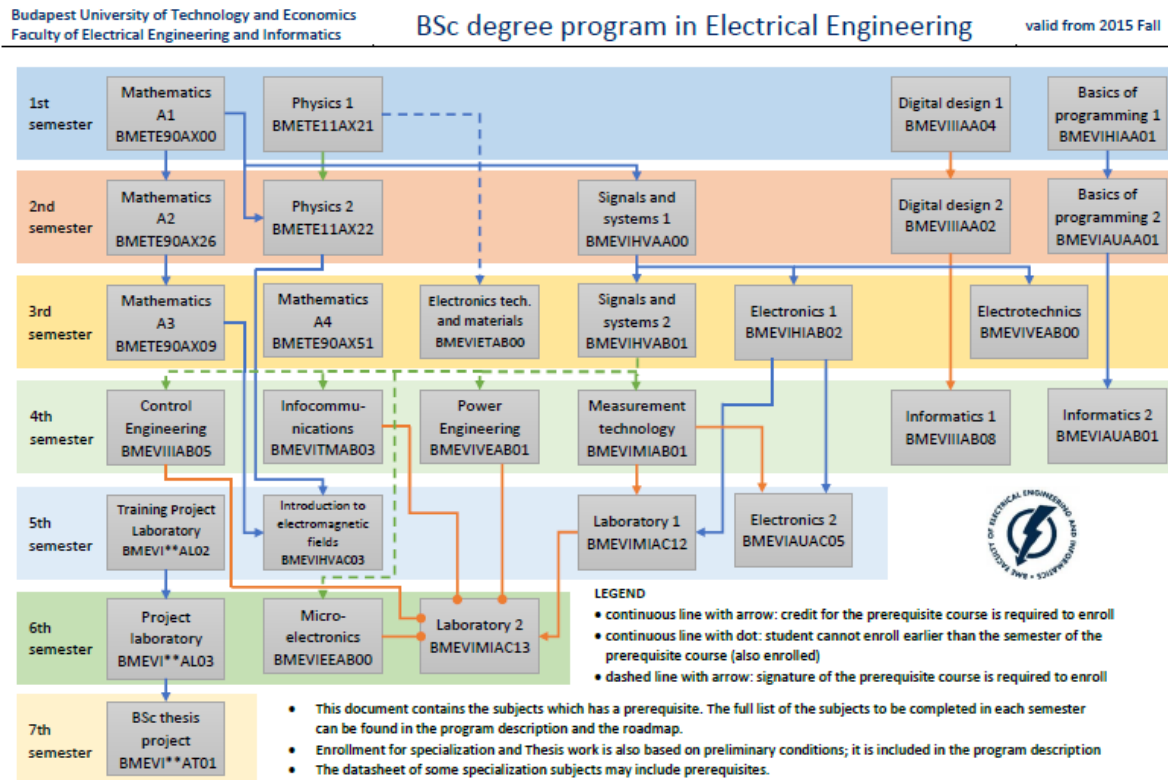 Budapest University of Technology and Economics
Faculty of Electrical Engineering and Informatics
BSc degree program in Electrical Engineering
valid from 2015 Fall
1st
semester
Mathematics
A1
BMETE90AX00
Physics 1
BMETE11AX21
Digital design 1
BMEVIIIAA04
Basics of
programming 1
BMEVIHIAA01
2nd
semester
Mathematics
A2
BMETE90AX26
Physics 2
BMETE11AX22
Signals and
systems 1
BMEVIHVAA00
Digital design 2
BMEVIIIAA02
Basics of
programming 2
BMEVIAUAA01
3rd
semester
Mathematics
A3
BMETE90AX09
Mathematics
A4
BMETE90AX51
Electronics tech.
and materials
BMEVIETAB00
Signals and
systems 2
BMEVIHVAB01
Electronics 1
BMEVIHIAB02
Electrotechnics
BMEVIVEAB00
4th
semester
Control
Engineering
BMEVIIIAB05
Infocommu-
nications
BMEVITMAB03
Power
Engineering
BMEVIVEAB01
Measurement
technology
BMEVIMIAB01
Informatics 1
BMEVIIIAB08
Informatics 2
BMEVIAUAB01
5th
semester
Training Project
Laboratory
BMEVI**AL02
Introduction to
electromagnetic
fields
BMEVIHVAC03
Laboratory 1
BMEVIMIAC12
Electronics 2
BMEVIAUAC05
BME FACULTY OF ELECTRICAL ENGINEERING AND INFORMATICS
6th
semester
Project
laboratory
BMEVI**AL03
Micro-
electronics
BMEVIEEAB00
Laboratory 2
BMEVIMIAC13
LEGEND
• continuous line with arrow: credit for the prerequisite course is required to enroll
• continuous line with dot: student cannot enroll earlier than the semester of the
prerequisite course (also enrolled)
• dashed line with arrow: signature of the prerequisite course is required to enroll
7th
semester
BSc thesis
project
BMEVI**AT01
• This document contains the subjects which has a prerequisite. The full list of the subjects to be completed in each semester
can be found in the program description and the roadmap.
• Enrollment for specialization and Thesis work is also based on preliminary conditions; it is included in the program description
• The datasheet of some specialization subjects may include prerequisites.